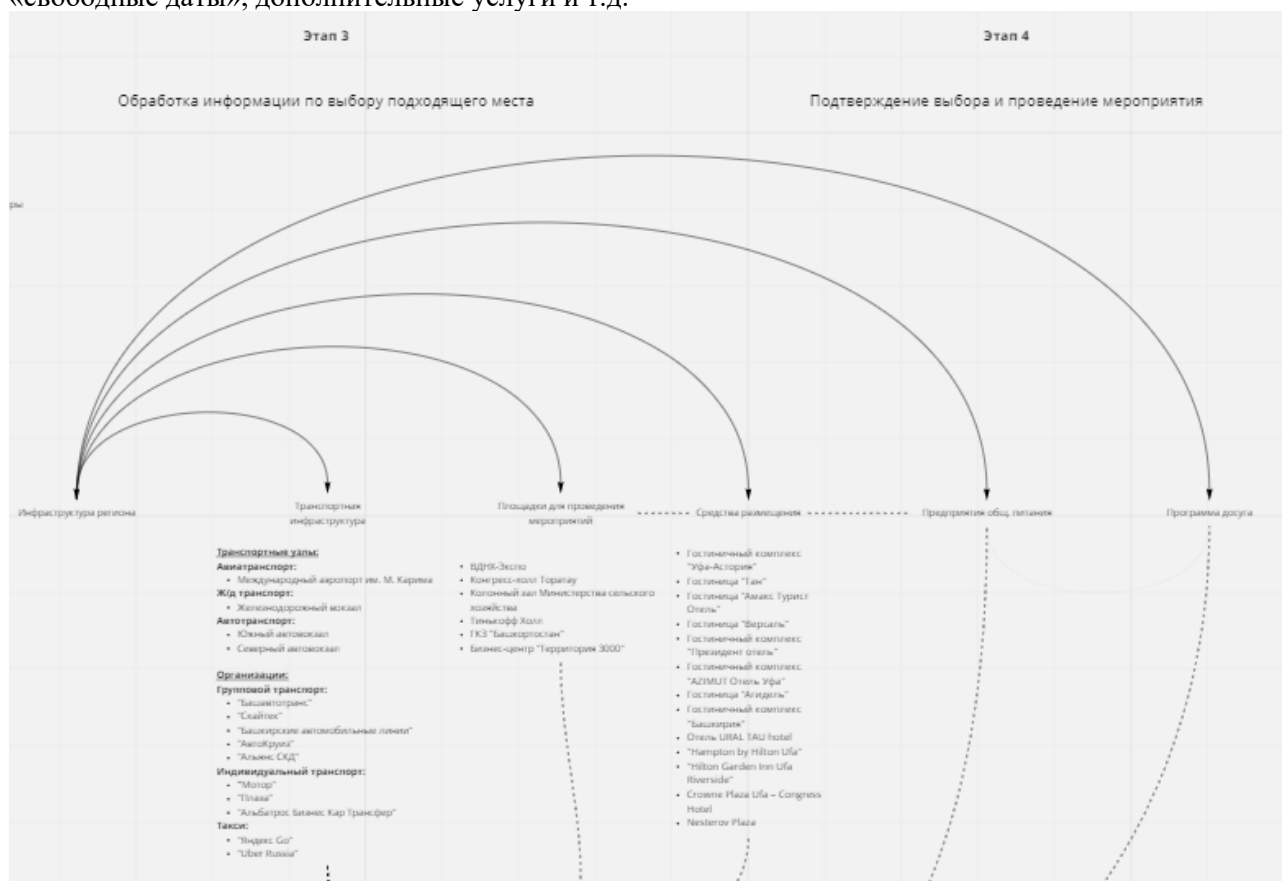 «свободные даты», дополнительные услуги и т.д.
Этап 3
Этап 4
Обработка информации по выбору подходящего места
Подтверждение выбора и проведение мероприятия
ры
Инфраструктура региона
Транспортная
инфраструктура
Площадки для проведения
мероприятий
Средства размещения
Предприятия общ. питания
Программа досуга
Транспортные узлы:
Авиатранспорт:
• Международный аэропорт им. М. Карима
Ж/д транспорт:
• Железнодорожный вокзал
Автотранспорт:
• Южный автовокзал
• Северный автовокзал
Организации:
Групповой транспорт:
• "Башавтотранс"
• "Скайтек"
• "Башкирские автомобильные линии"
• "АвтоКруиз"
• "Альянс СКД"
Индивидуальный транспорт:
• "Мотор"
• "Плаза"
• "Альбатрос Бизнес Кар Трансфер"
Такси:
• "Яндекс Go"
• "Uber Russia"
• ВДНХ-Экспо
• Конгресс-холл Торатау
• Колонный зал Министерства сельского
хозяйства
• Тинькофф Холл
• ГКЗ "Башкортостан"
• Бизнес-центр "Территория 3000"
• Гостиничный комплекс
"Уфа-Астория"
• Гостиница "Тан"
• Гостиница "Амакс Турист
Отель"
• Гостиница "Версаль"
• Гостиничный комплекс
"Президент отель"
• Гостиничный комплекс
"AZIMUT Отель Уфа"
• Гостиница "Агидель"
• Гостиничный комплекс
"Башкирия"
• Отель URAL TAU hotel
• "Hampton by Hilton Ufa"
• "Hilton Garden Inn Ufa
Riverside"
• Crowne Plaza Ufa – Congress
Hotel
• Nesterov Plaza